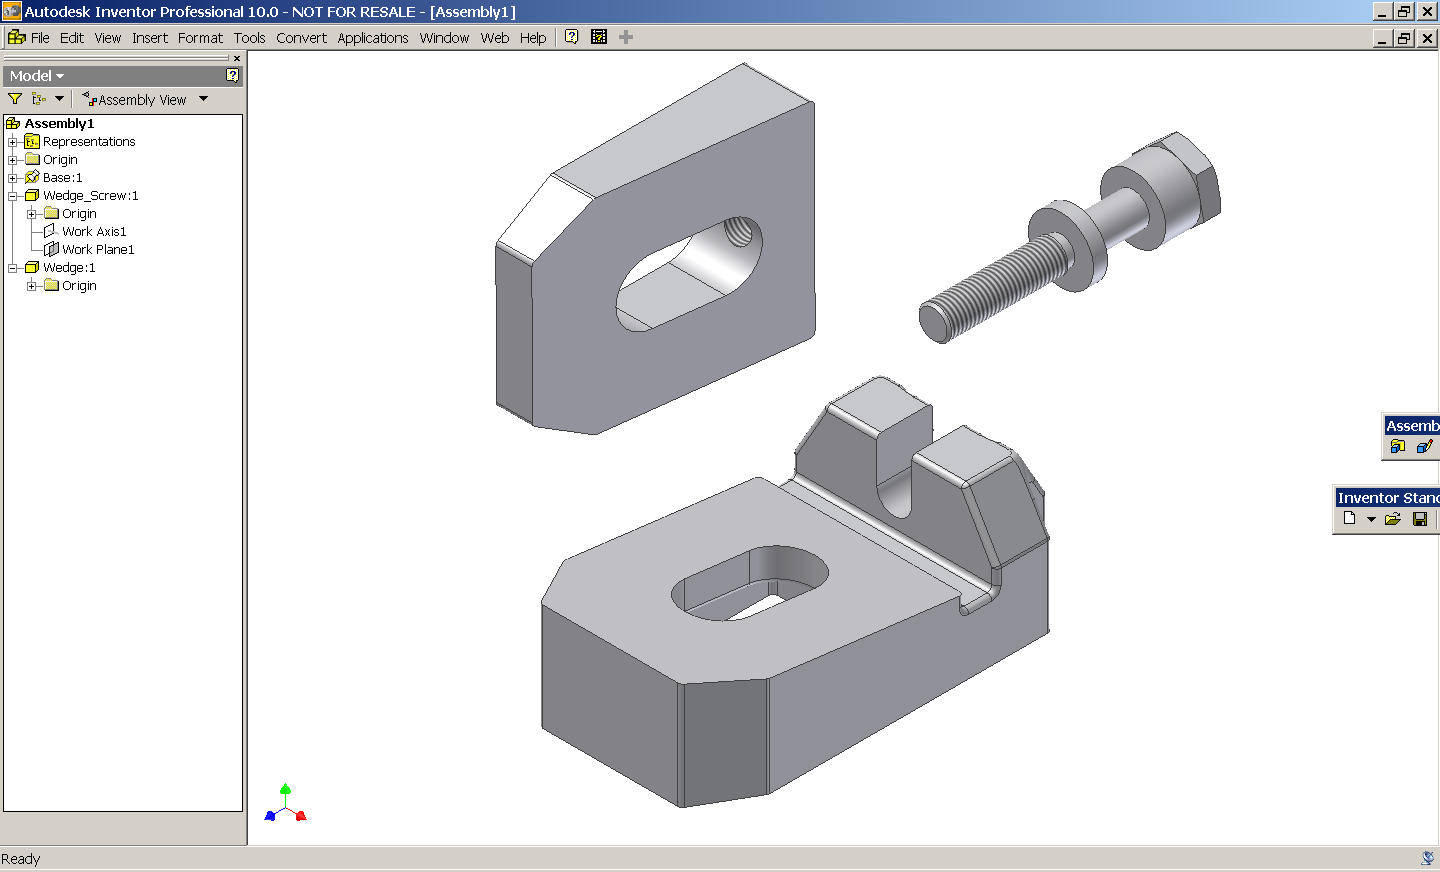 Autodesk Inventor Professional 10.0 - NOT FOR RESALE - [Assembly1]
File Edit View Insert Format Tools Convert Applications Window Web Help
Model
Assembly View
Assembly1
Representations
Origin
Base:1
Wedge_Screw:1
Origin
Work Axis1
Work Plane1
Wedge:1
Origin
Assemb
Inventor Stanc
Ready